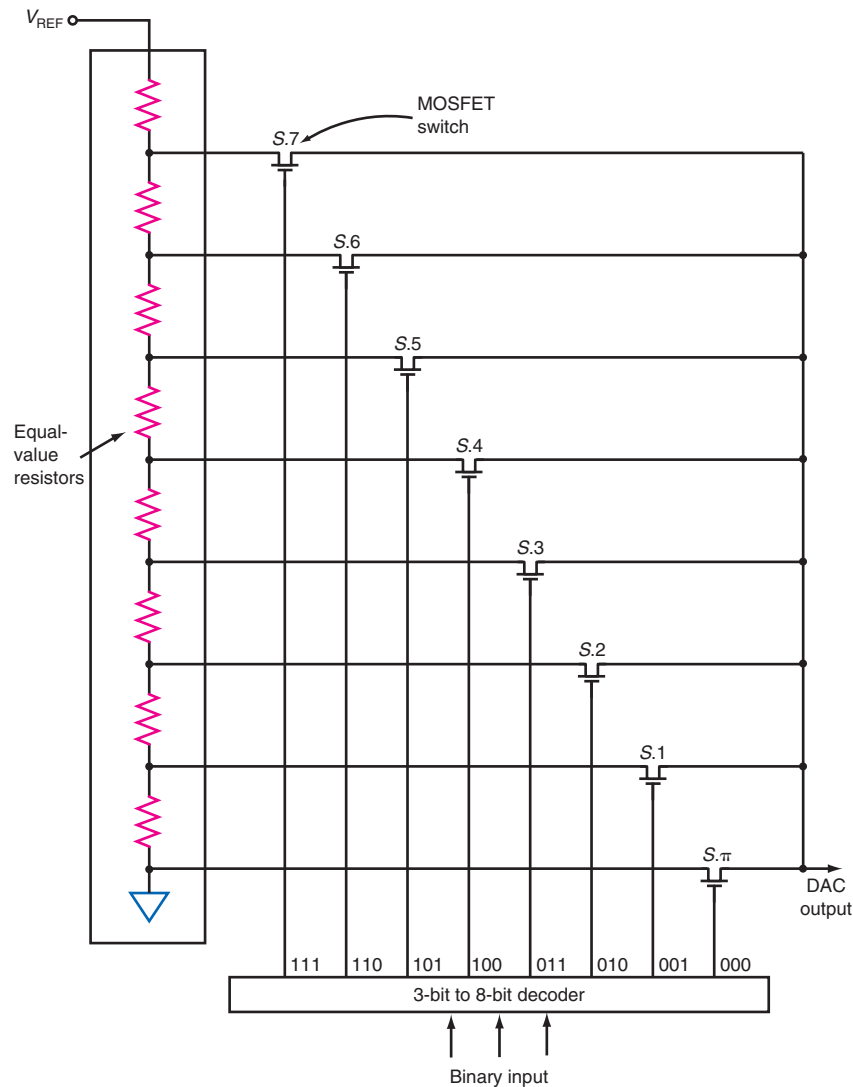 VREF
MOSFET
switch
S.7
S.6
S.5
Equal-
value
resistors
S.4
S.3
S.2
S.1
S.π
DAC
output
111 110 101 100 011 010 001 000
3-bit to 8-bit decoder
Binary input